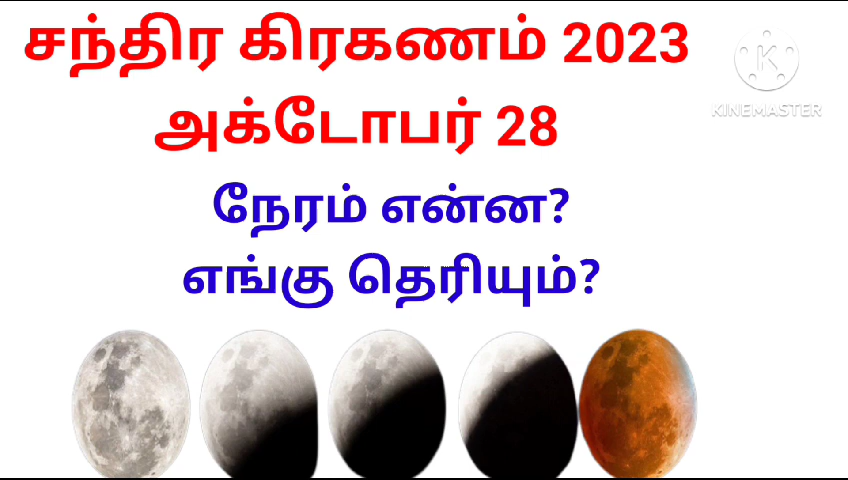 சந்திர கிரகணம் 2023
K
KINEMASTER
அக்டோபர் 28
நேரம் என்ன?
எங்கு தெரியும்?